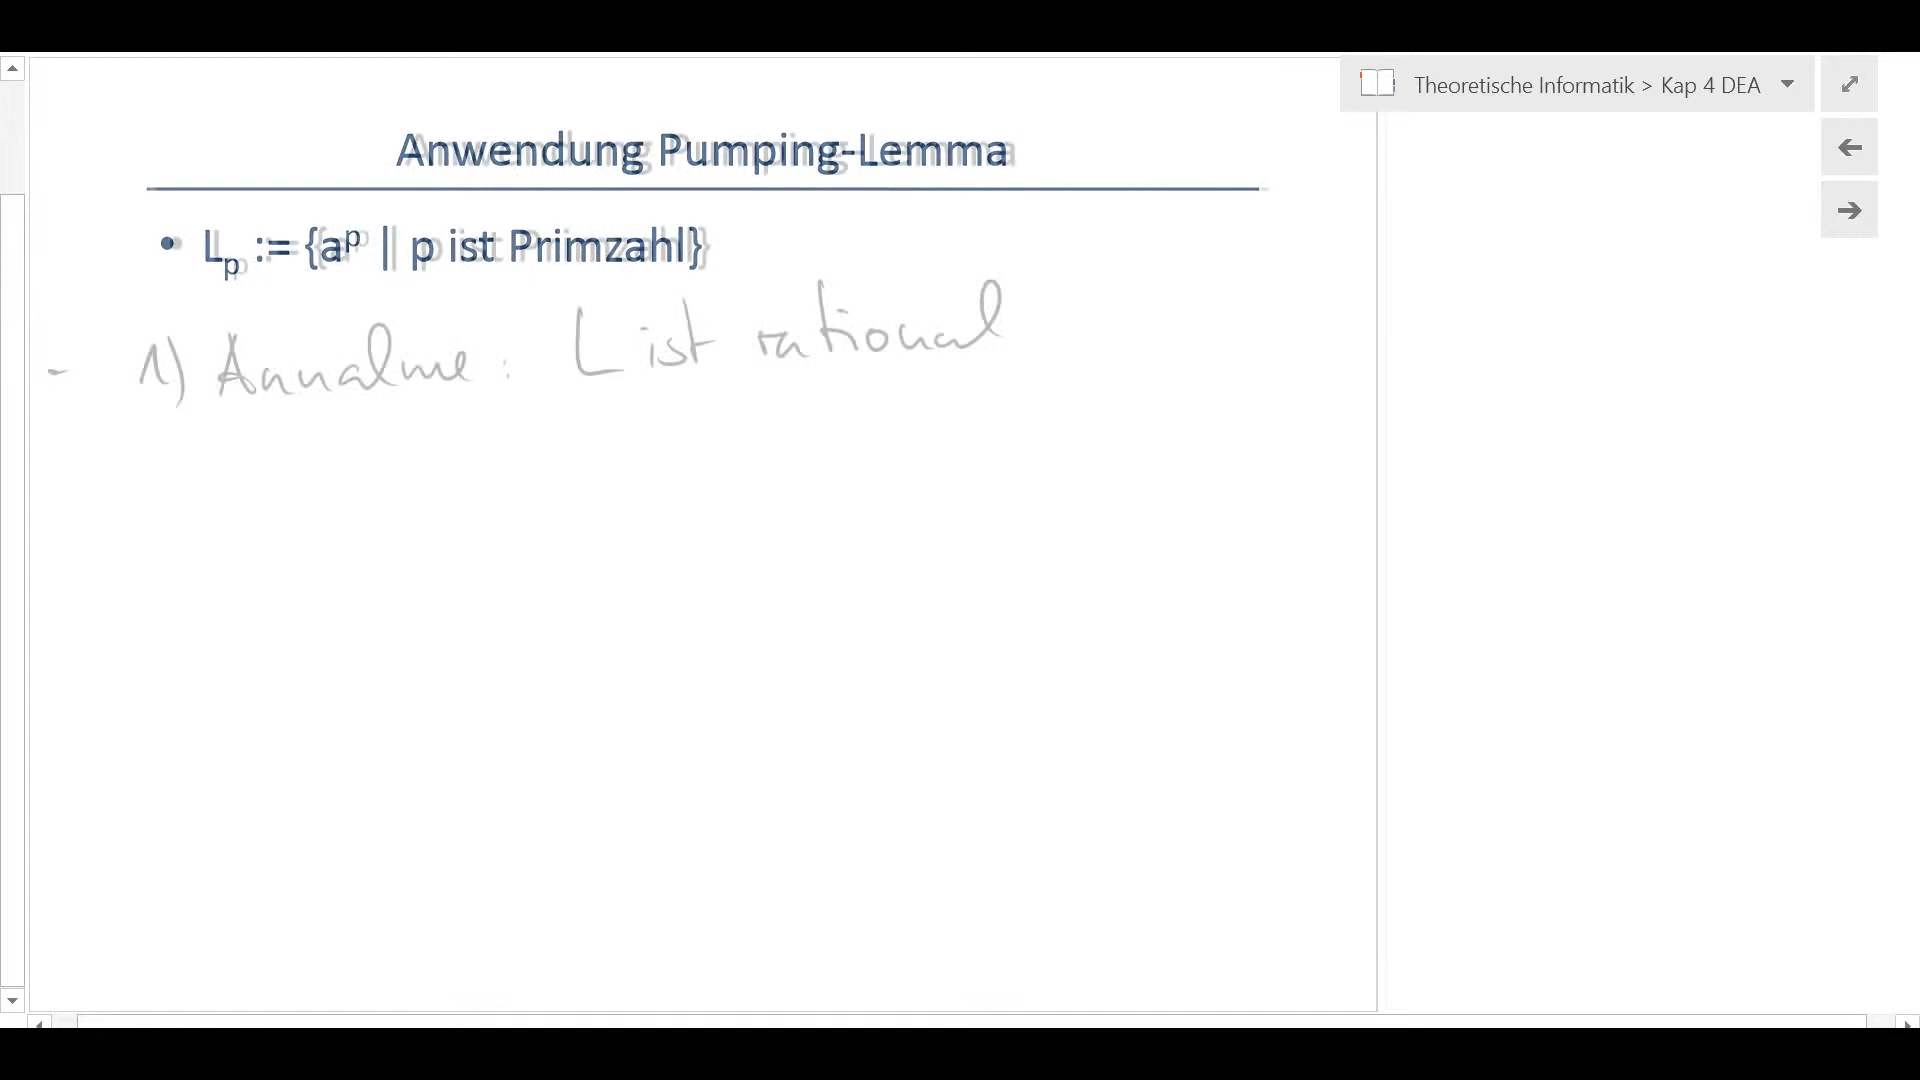 Theoretische Informatik > Kap 4 DEA
Anwendung Pumping-Lemma
• Lₚ := {aᵖ | p ist Primzahl}
- 1) Annahme: L ist rational